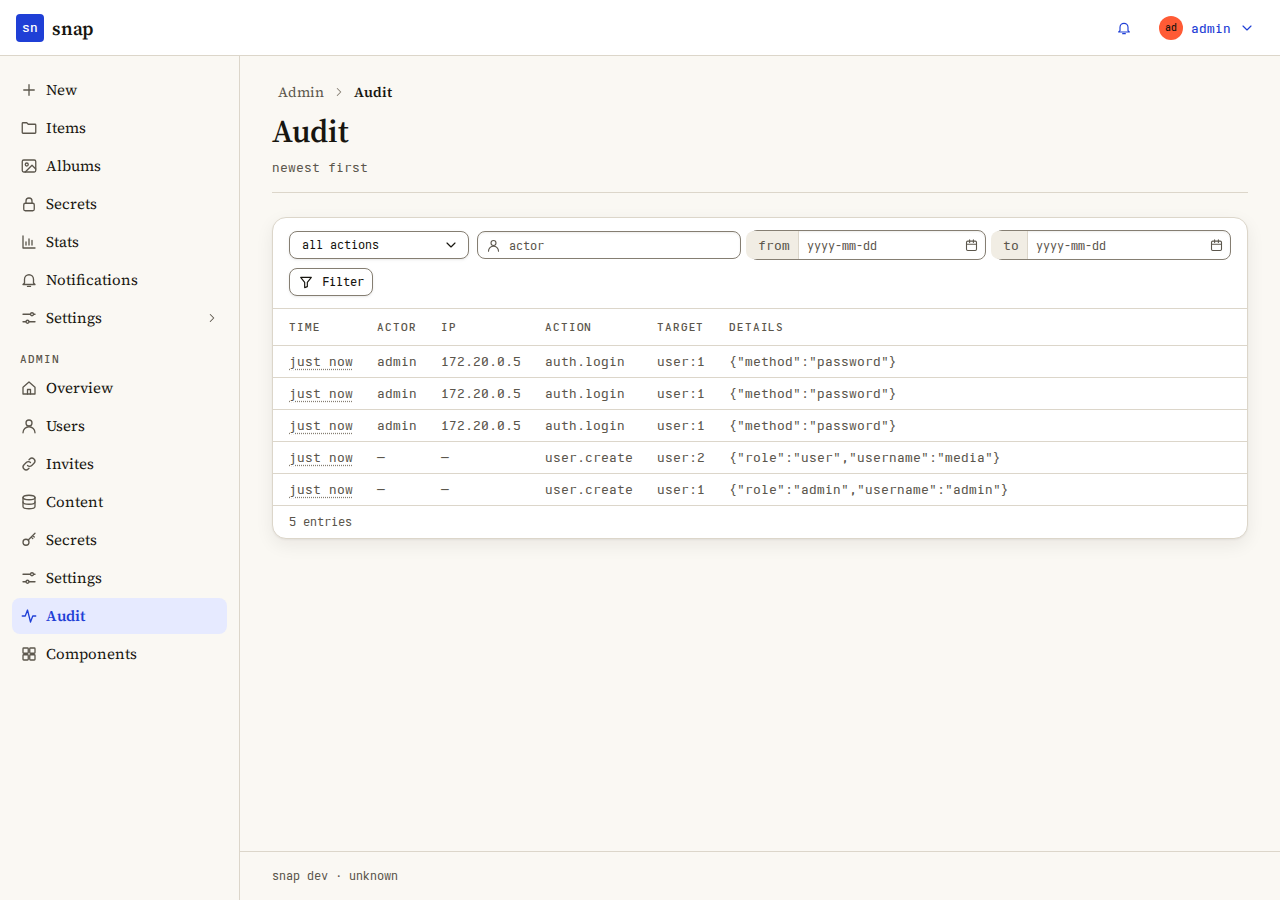 sn snap
ad admin
New
Items
Albums
Secrets
Stats
Notifications
Settings
ADMIN
Overview
Users
Invites
Content
Secrets
Settings
Audit
Components
Admin Audit
Audit
newest first
all actions actor from yyyy-mm-dd to yyyy-mm-dd
Filter
TIME ACTOR IP ACTION TARGET DETAILS
just now admin 172.20.0.5 auth.login user:1 {"method":"password"}
just now admin 172.20.0.5 auth.login user:1 {"method":"password"}
just now admin 172.20.0.5 auth.login user:1 {"method":"password"}
just now — — user.create user:2 {"role":"user","username":"media"}
just now — — user.create user:1 {"role":"admin","username":"admin"}
5 entries
snap dev · unknown